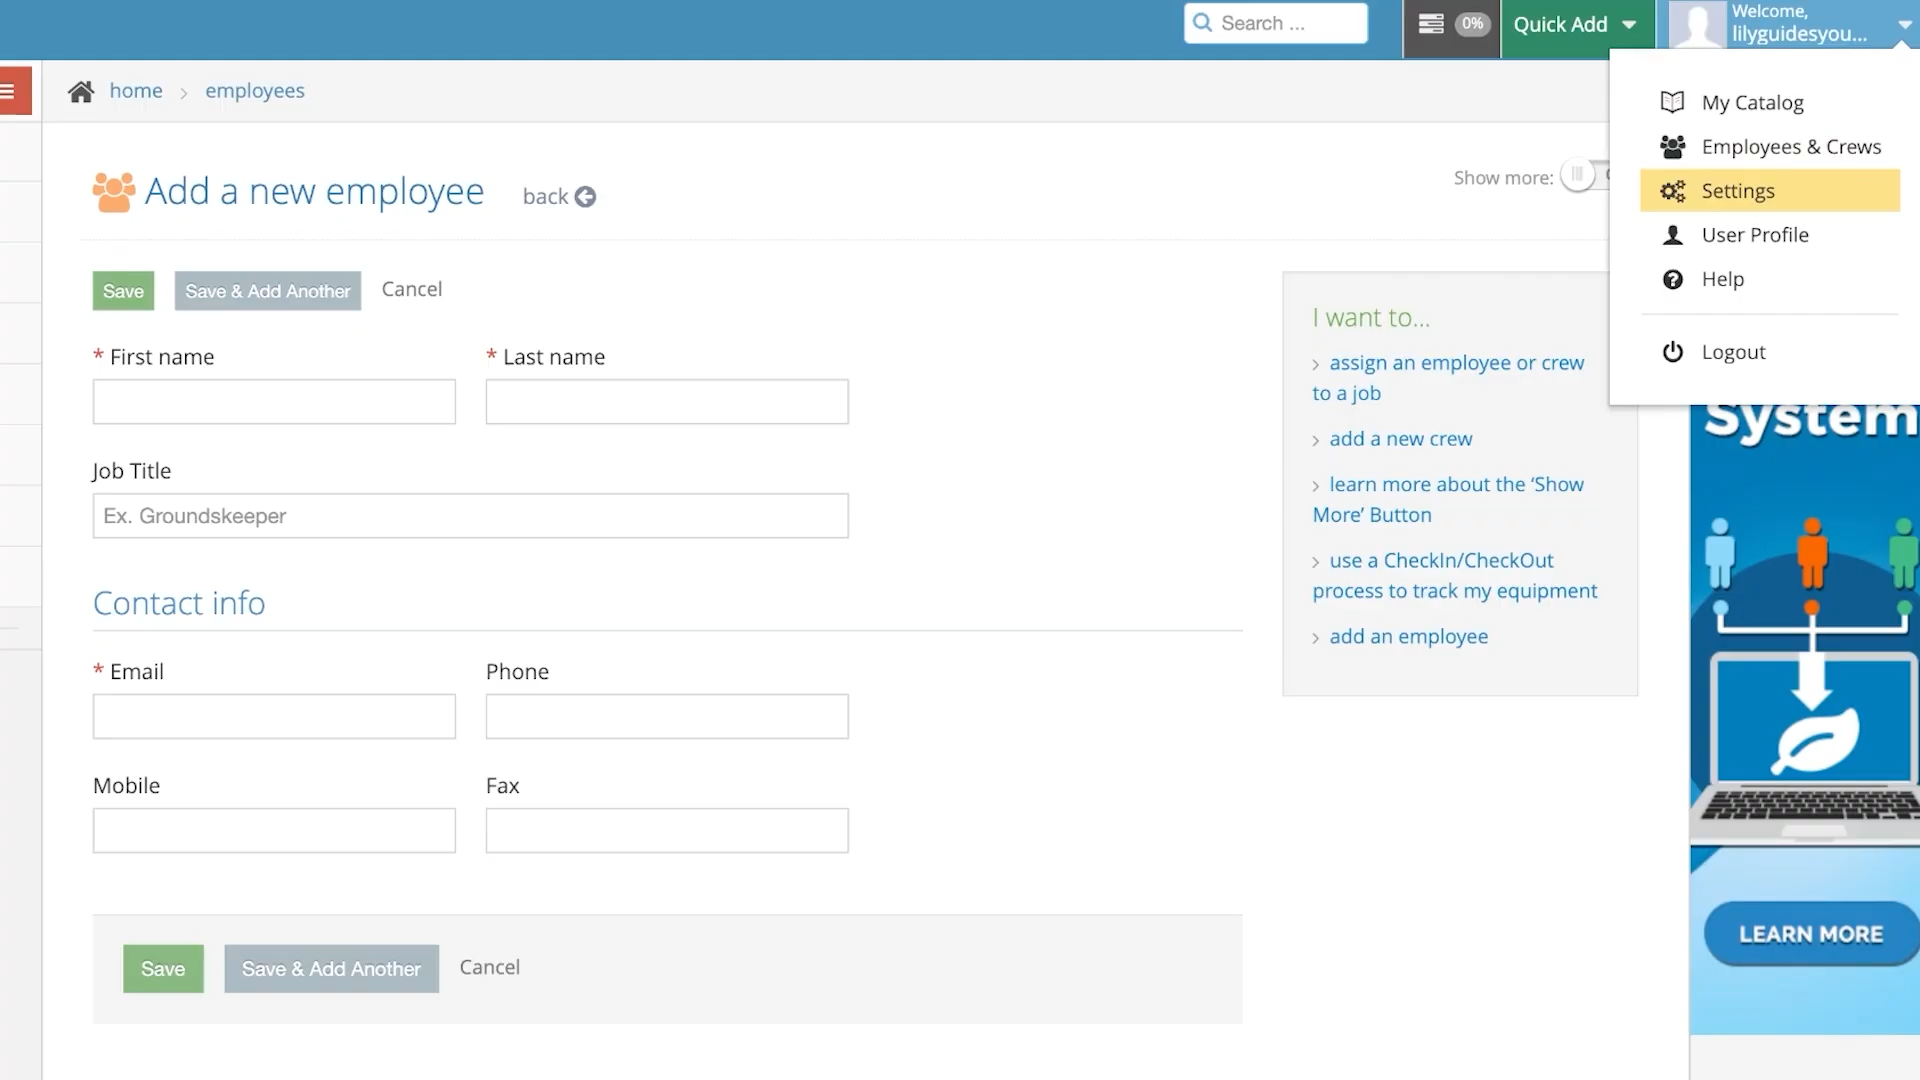 Search ...
0%
Quick Add
Welcome,
lilyguidesyou...
home
employees
My Catalog
Employees & Crews
Settings
User Profile
Help
Logout
Add a new employee
back
Show more:
Save
Save & Add Another
Cancel
* First name
* Last name
Job Title
Ex. Groundskeeper
Contact info
* Email
Phone
Mobile
Fax
Save
Save & Add Another
Cancel
I want to...
> assign an employee or crew
to a job
> add a new crew
> learn more about the ‘Show
More’ Button
> use a CheckIn/CheckOut
process to track my equipment
> add an employee
System
LEARN MORE